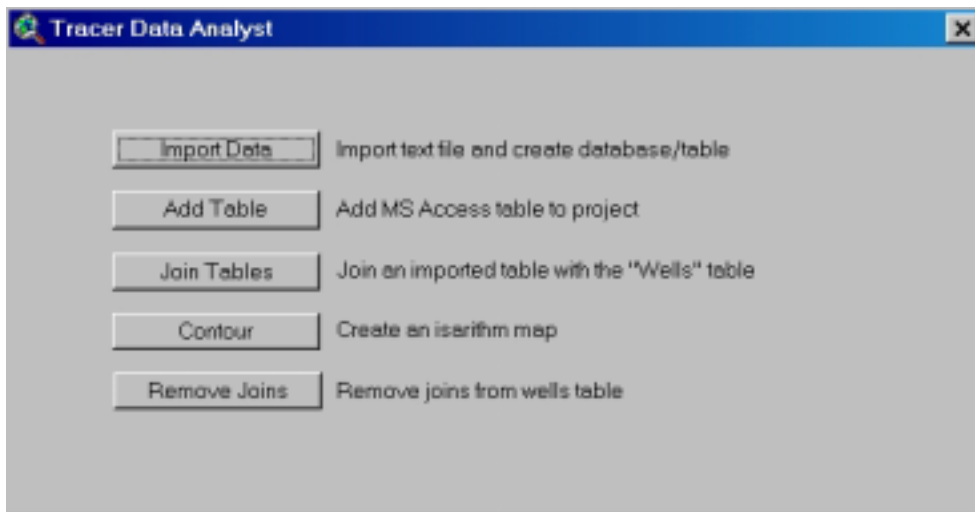 Tracer Data Analyst
Import Data Import text file and create database/table
Add Table Add MS Access table to project
Join Tables Join an imported table with the "Wells" table
Contour Create an isarithm map
Remove Joins Remove joins from wells table